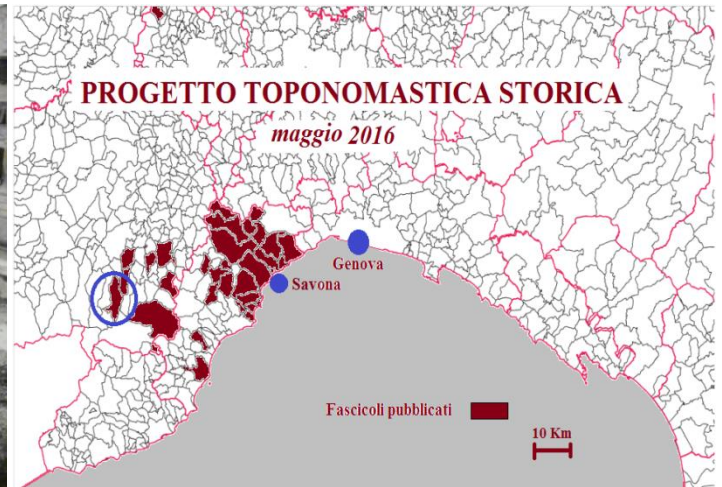 PROGETTO TOPONOMASTICA STORICA
maggio 2016
Genova
Savona
Fascicoli pubblicati
10 Km